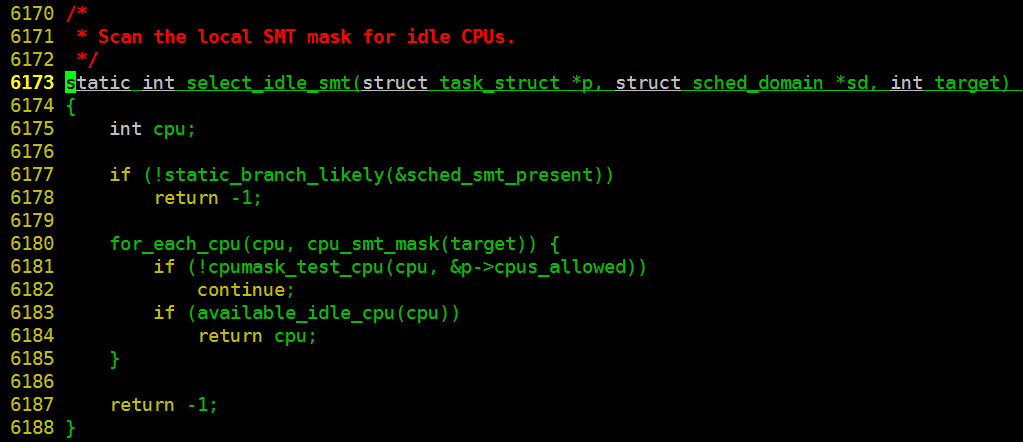 6170 /*
6171  * Scan the local SMT mask for idle CPUs.
6172  */
6173 static int select_idle_smt(struct task_struct *p, struct sched_domain *sd, int target)
6174 {
6175     int cpu;
6176
6177     if (!static_branch_likely(&sched_smt_present))
6178         return -1;
6179
6180     for_each_cpu(cpu, cpu_smt_mask(target)) {
6181         if (!cpumask_test_cpu(cpu, &p->cpus_allowed))
6182             continue;
6183         if (available_idle_cpu(cpu))
6184             return cpu;
6185     }
6186
6187     return -1;
6188 }